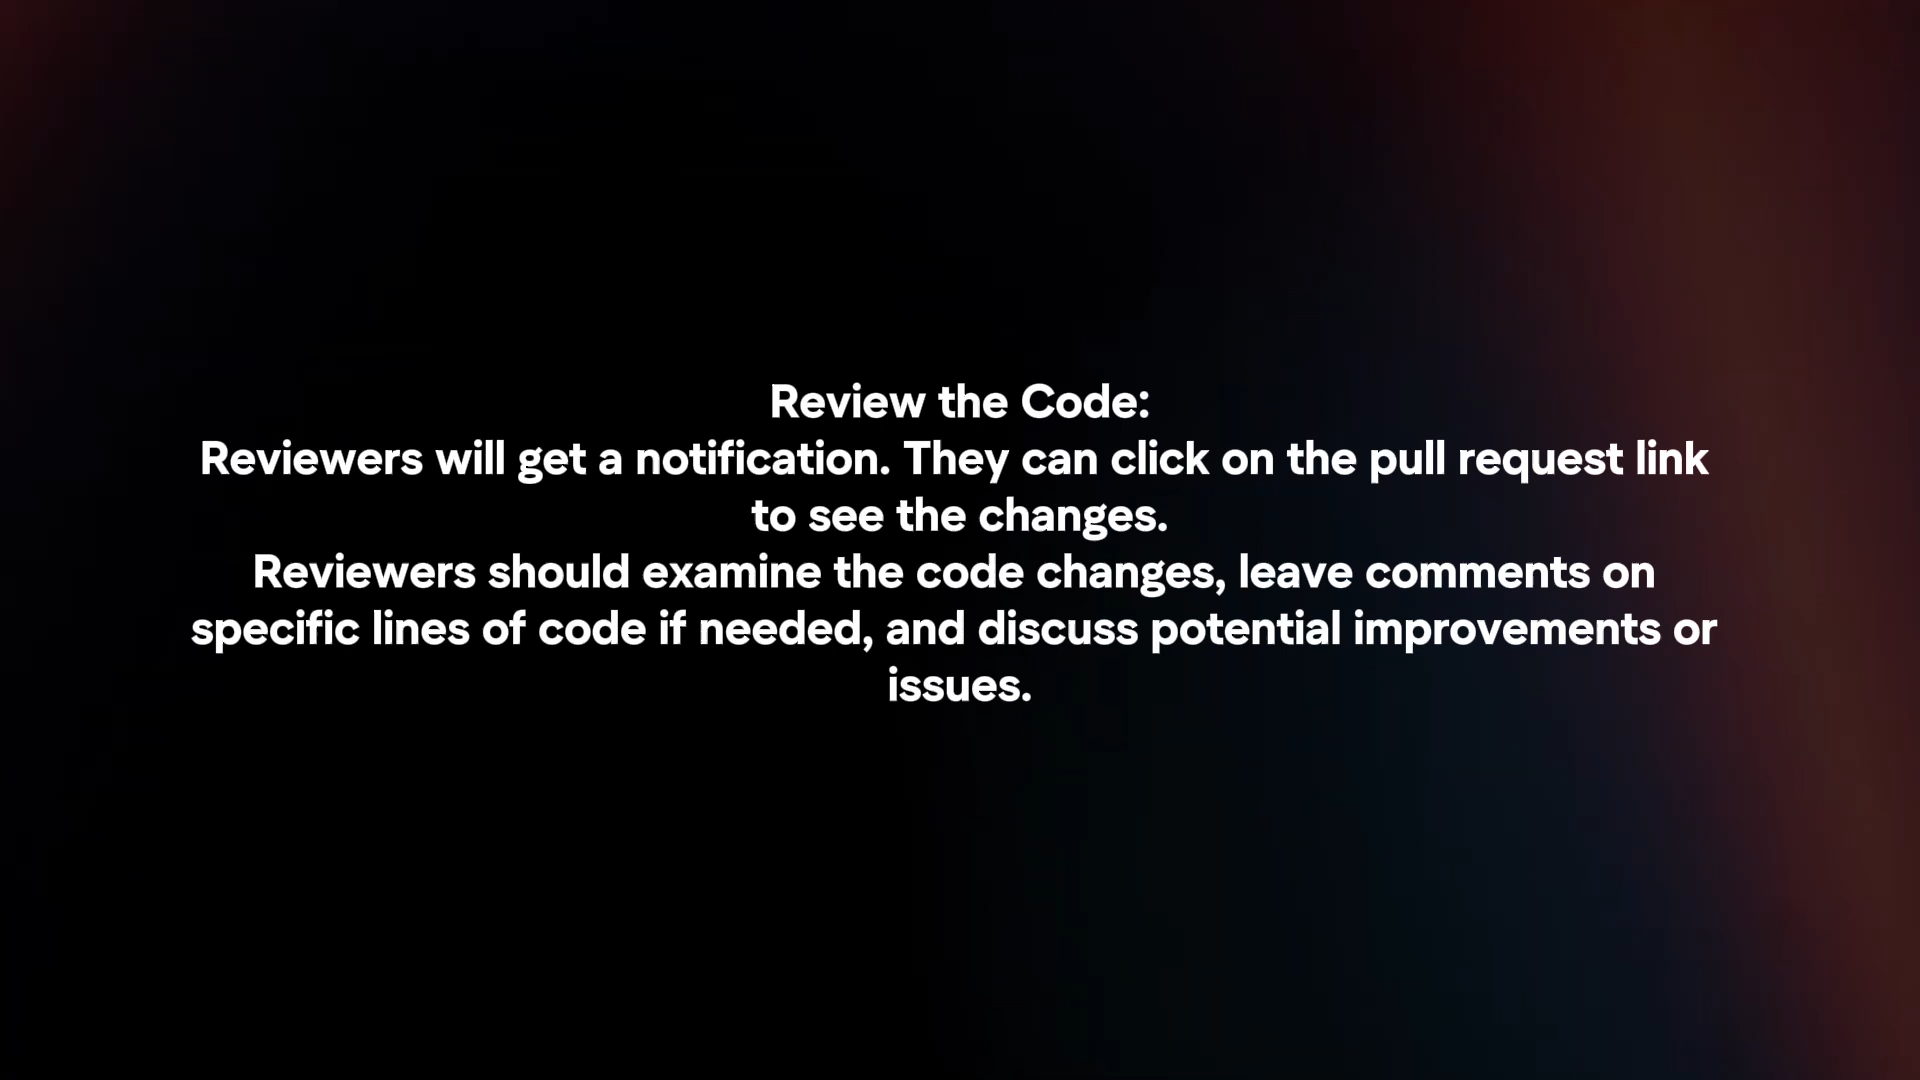 Review the Code:
Reviewers will get a notification. They can click on the pull request link
to see the changes.
Reviewers should examine the code changes, leave comments on
specific lines of code if needed, and discuss potential improvements or
issues.